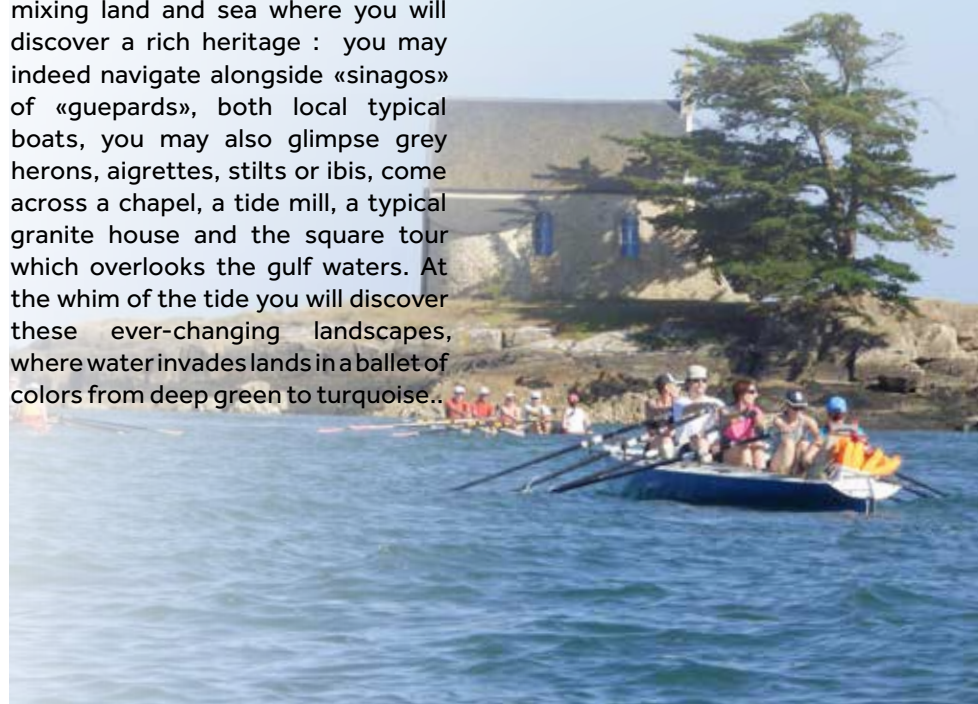 mixing land and sea where you will
discover a rich heritage : you may
indeed navigate alongside «sinagos»
of «guepards», both local typical
boats, you may also glimpse grey
herons, aigrettes, stilts or ibis, come
across a chapel, a tide mill, a typical
granite house and the square tour
which overlooks the gulf waters. At
the whim of the tide you will discover
these ever-changing landscapes,
where water invades lands in a ballet of
colors from deep green to turquoise..